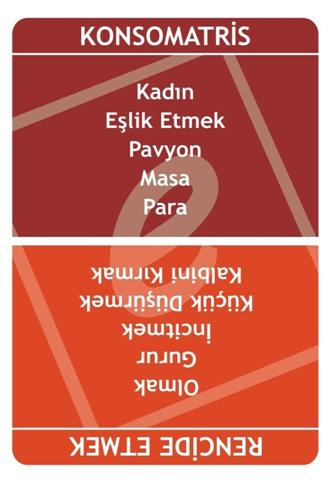 KONSOMATRİS
Kadın
Eşlik Etmek
Pavyon
Masa
Para
RENCİDE ETMEK
Olmak
Gurur
İncitmek
Küçük Düşürmek
Kalbini Kırmak